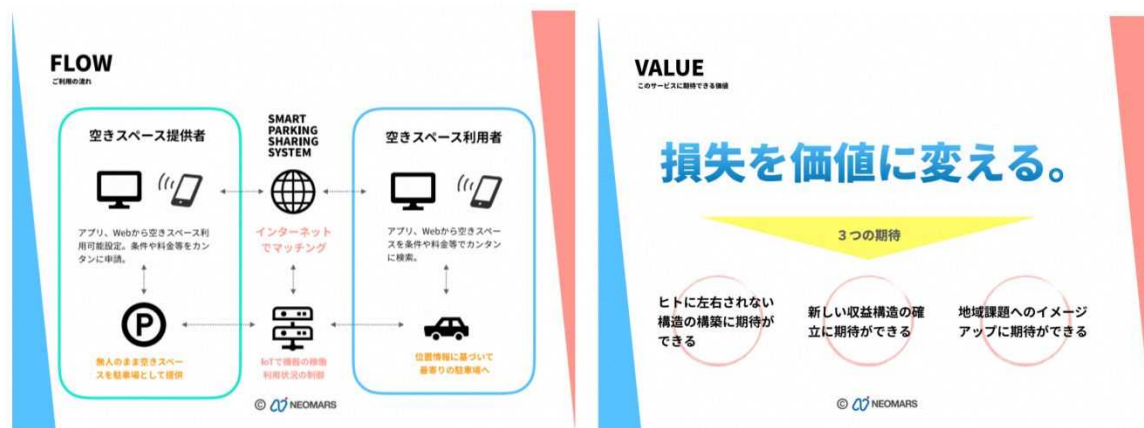 FLOW
ご利用の流れ
空きスペース提供者
アプリ、Webから空きスペース利
用可能設定。条件や料金等をカン
タンに申請。
無人のまま空きスペー
スを駐車場として提供
SMART
PARKING
SHARING
SYSTEM
インターネット
でマッチング
IoTで機器の稼働
利用状況の制御
空きスペース利用者
アプリ、Webから空きスペー
スを条件や料金等でカンタン
に検索。
位置情報に基づいて
最寄りの駐車場へ
P
© NEOMARS
VALUE
このサービスに期待できる価値
損失を価値に変える。
3つの期待
ヒトに左右されない
構造の構築に期待が
できる
新しい収益構造の確
立に期待ができる
地域課題へのイメージ
アップに期待ができる
© NEOMARS